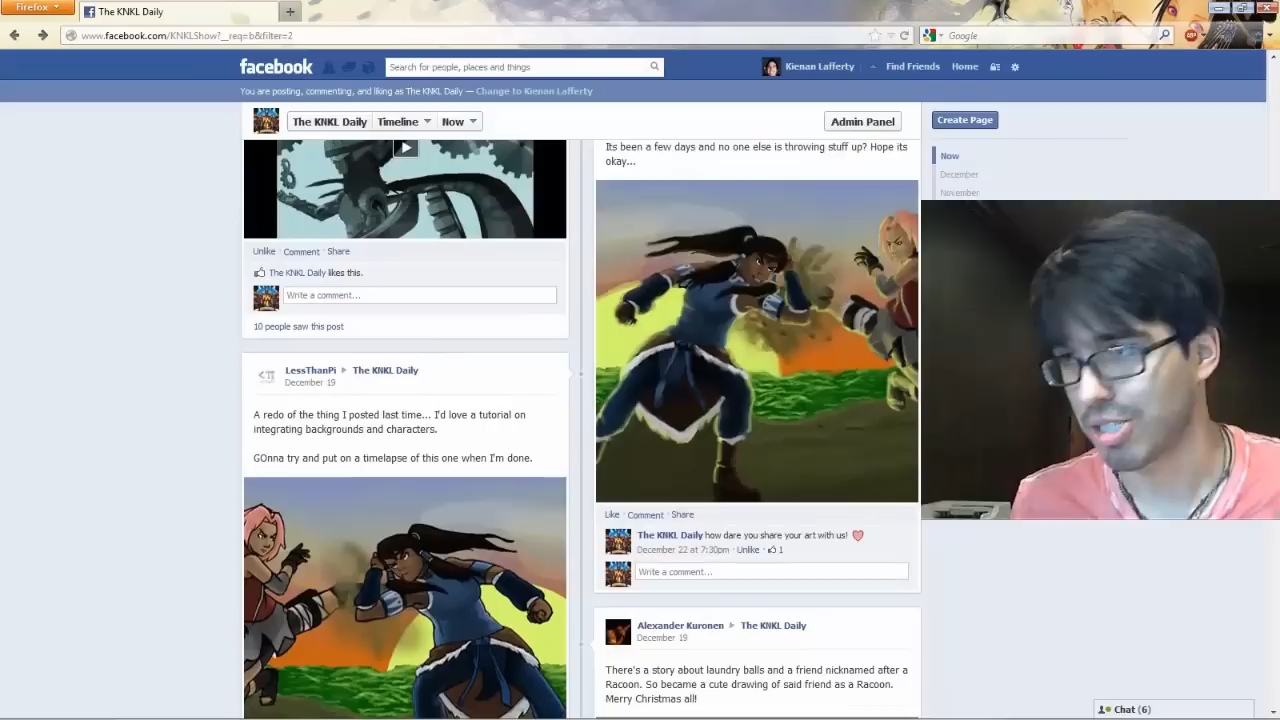 Firefox
The KNKL Daily
www.facebook.com/KNKLShow?__req=b&filter=2
Google
facebook
Search for people, places and things
Kienan Lafferty
Find Friends
Home
You are posting, commenting, and liking as The KNKL Daily — Change to Kienan Lafferty
The KNKL Daily
Timeline
Now
Admin Panel
Create Page
Now
December
November
Unlike · Comment · Share
The KNKL Daily likes this.
Write a comment...
10 people saw this post
LessThanPi ▸ The KNKL Daily
December 19
A redo of the thing I posted last time... I'd love a tutorial on
integrating backgrounds and characters.
GOnna try and put on a timelapse of this one when I'm done.
Its been a few days and no one else is throwing stuff up? Hope its
okay...
Like · Comment · Share
The KNKL Daily how dare you share your art with us!
December 22 at 7:30pm · Unlike · 1
Write a comment...
Alexander Kuronen ▸ The KNKL Daily
December 19
There's a story about laundry balls and a friend nicknamed after a
Racoon. So became a cute drawing of said friend as a Racoon.
Merry Christmas all!
Chat (6)